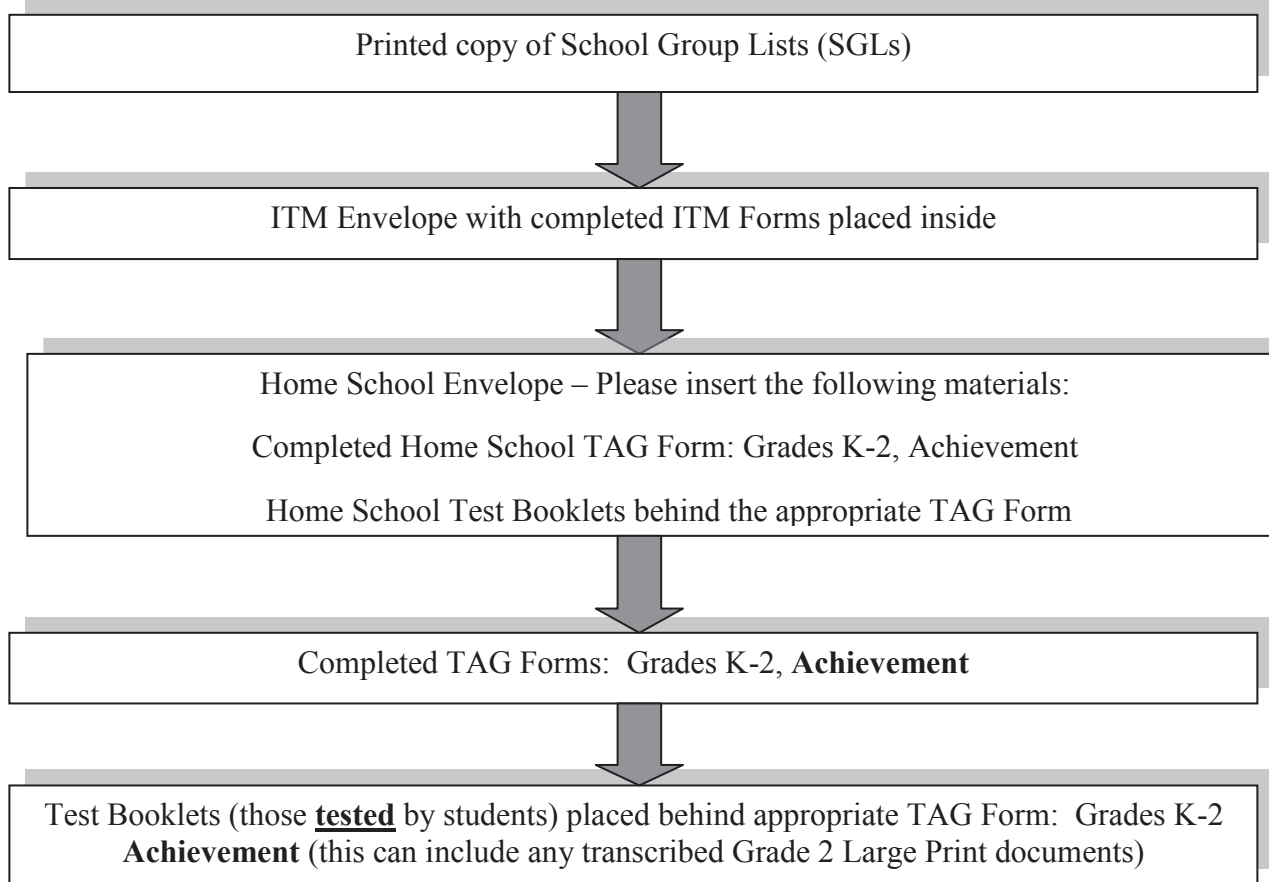 Printed copy of School Group Lists (SGLs)
ITM Envelope with completed ITM Forms placed inside
Home School Envelope – Please insert the following materials:
Completed Home School TAG Form: Grades K-2, Achievement
Home School Test Booklets behind the appropriate TAG Form
Completed TAG Forms:  Grades K-2, Achievement
Test Booklets (those tested by students) placed behind appropriate TAG Form:  Grades K-2
Achievement (this can include any transcribed Grade 2 Large Print documents)